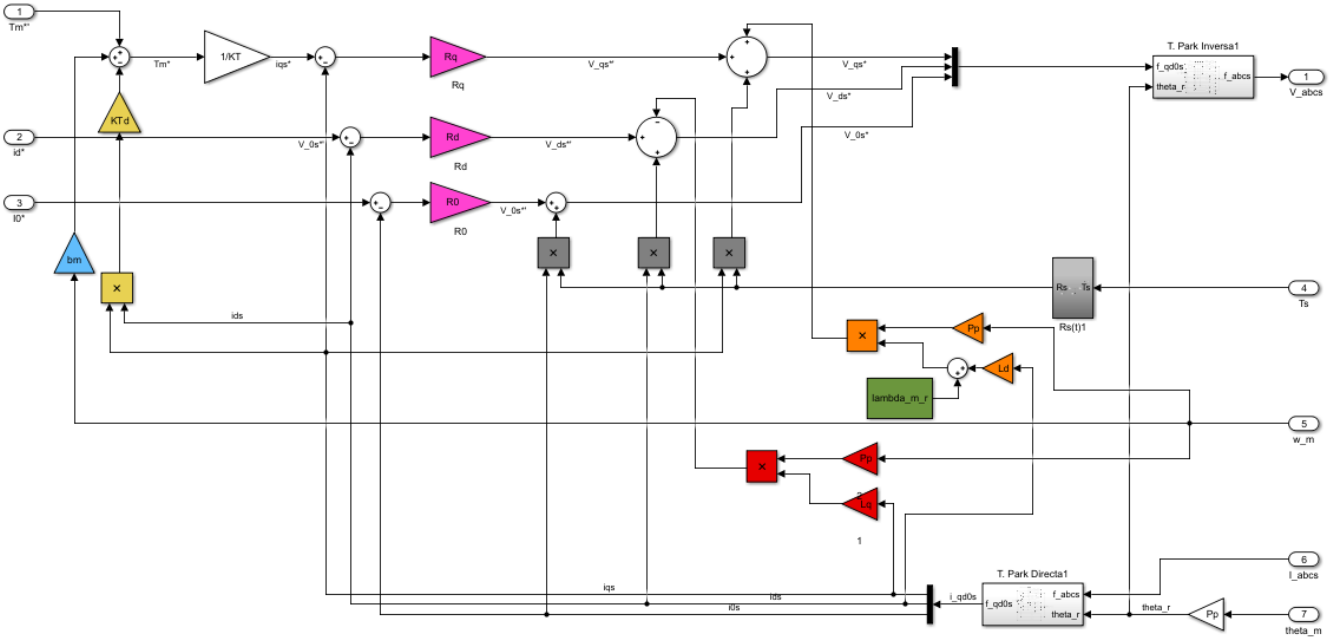 1
Tm*'
Tm*
1/KT
iqs*
Rq
Rq
V_qs*'
V_qs*
T. Park Inversa1
f_qd0s
theta_r
f_abcs
1
V_abcs
KTd
2
id*
V_0s*'
Rd
Rd
V_ds*'
V_ds*
V_0s*
3
I0*
R0
R0
V_0s*'
bm
×
×
×
×
ids
Rs
Ts
Rs(t)1
4
Ts
×
Pp
Ld
lambda_m_r
5
w_m
×
Pp
2
Lq
1
iqs
ids
i0s
i_qd0s
T. Park Directa1
f_qd0s
f_abcs
theta_r
theta_r
Pp
6
I_abcs
7
theta_m